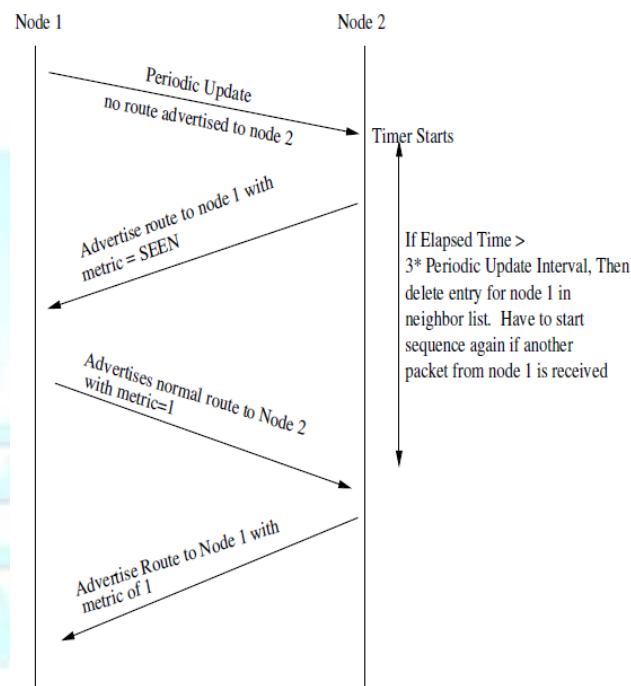 Node 1
Node 2
Periodic Update
no route advertised to node 2
Timer Starts
Advertise route to node 1 with
metric = SEEN
If Elapsed Time >
3* Periodic Update Interval, Then
delete entry for node 1 in
neighbor list. Have to start
sequence again if another
packet from node 1 is received
Advertises normal route to Node 2
with metric=1
Advertise Route to Node 1 with
metric of 1